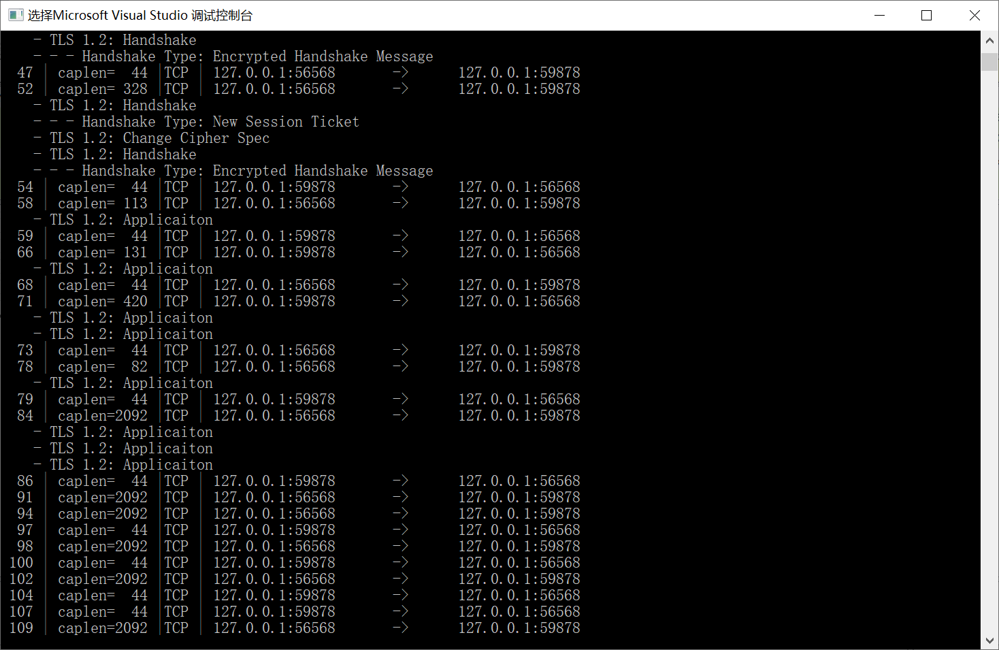 选择Microsoft Visual Studio 调试控制台
- TLS 1.2: Handshake
- - - Handshake Type: Encrypted Handshake Message
47 | caplen=  44 |TCP | 127.0.0.1:56568 -> 127.0.0.1:59878
52 | caplen= 328 |TCP | 127.0.0.1:56568 -> 127.0.0.1:59878
- TLS 1.2: Handshake
- - - Handshake Type: New Session Ticket
- TLS 1.2: Change Cipher Spec
- TLS 1.2: Handshake
- - - Handshake Type: Encrypted Handshake Message
54 | caplen=  44 |TCP | 127.0.0.1:59878 -> 127.0.0.1:56568
58 | caplen= 113 |TCP | 127.0.0.1:56568 -> 127.0.0.1:59878
- TLS 1.2: Applicaiton
59 | caplen=  44 |TCP | 127.0.0.1:59878 -> 127.0.0.1:56568
66 | caplen= 131 |TCP | 127.0.0.1:59878 -> 127.0.0.1:56568
- TLS 1.2: Applicaiton
68 | caplen=  44 |TCP | 127.0.0.1:56568 -> 127.0.0.1:59878
71 | caplen= 420 |TCP | 127.0.0.1:59878 -> 127.0.0.1:56568
- TLS 1.2: Applicaiton
- TLS 1.2: Applicaiton
73 | caplen=  44 |TCP | 127.0.0.1:56568 -> 127.0.0.1:59878
78 | caplen=  82 |TCP | 127.0.0.1:56568 -> 127.0.0.1:59878
- TLS 1.2: Applicaiton
79 | caplen=  44 |TCP | 127.0.0.1:59878 -> 127.0.0.1:56568
84 | caplen=2092 |TCP | 127.0.0.1:56568 -> 127.0.0.1:59878
- TLS 1.2: Applicaiton
- TLS 1.2: Applicaiton
- TLS 1.2: Applicaiton
86 | caplen=  44 |TCP | 127.0.0.1:59878 -> 127.0.0.1:56568
91 | caplen=2092 |TCP | 127.0.0.1:56568 -> 127.0.0.1:59878
94 | caplen=2092 |TCP | 127.0.0.1:56568 -> 127.0.0.1:59878
97 | caplen=  44 |TCP | 127.0.0.1:59878 -> 127.0.0.1:56568
98 | caplen=2092 |TCP | 127.0.0.1:56568 -> 127.0.0.1:59878
100 | caplen=  44 |TCP | 127.0.0.1:59878 -> 127.0.0.1:56568
102 | caplen=2092 |TCP | 127.0.0.1:56568 -> 127.0.0.1:59878
104 | caplen=  44 |TCP | 127.0.0.1:59878 -> 127.0.0.1:56568
107 | caplen=  44 |TCP | 127.0.0.1:59878 -> 127.0.0.1:56568
109 | caplen=2092 |TCP | 127.0.0.1:56568 -> 127.0.0.1:59878